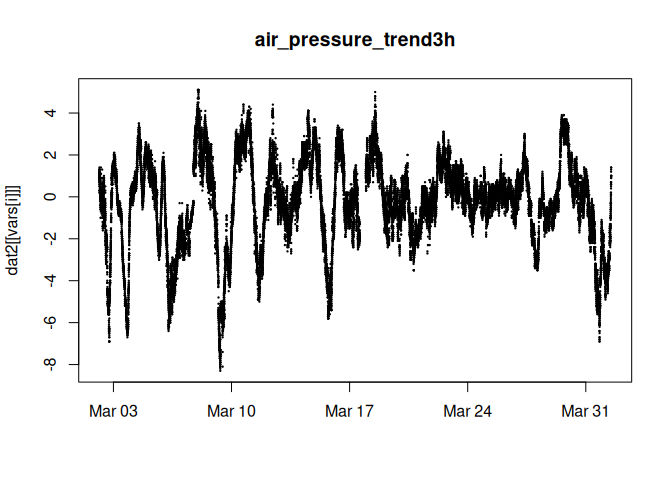 air_pressure_trend3h
dat2[[vars[i]]]
4
2
0
-2
-4
-6
-8
Mar 03
Mar 10
Mar 17
Mar 24
Mar 31